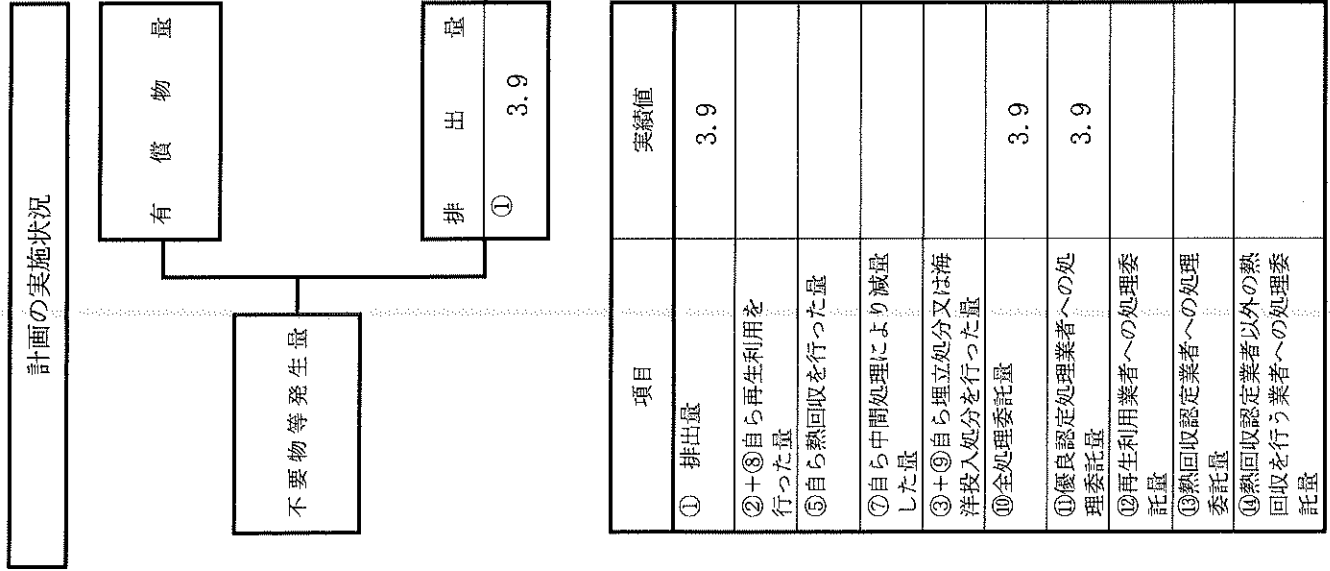 計画の実施状況
有償物量
不要物等発生量
排出量
① 3.9
項目 実績値
① 排出量 3.9
②+⑧自ら再生利用を
行った量
⑤自ら熱回収を行った量
⑦自ら中間処理により減量
した量
③+⑨自ら埋立処分又は海
洋投入処分を行った量
⑩全処理委託量 3.9
⑪優良認定処理業者への処
理委託量 3.9
⑫再生利用業者への処理委
託量
⑬熱回収認定業者への処理
委託量
⑭熱回収認定業者以外の熱
回収を行う業者への処理委
託量